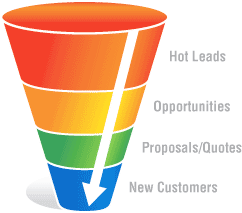 Hot Leads
Opportunities
Proposals/Quotes
New Customers